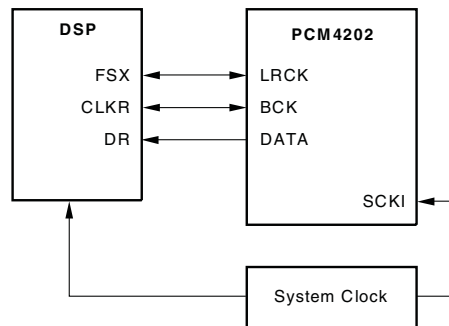 DSP
PCM4202
FSX
LRCK
CLKR
BCK
DR
DATA
SCKI
System Clock